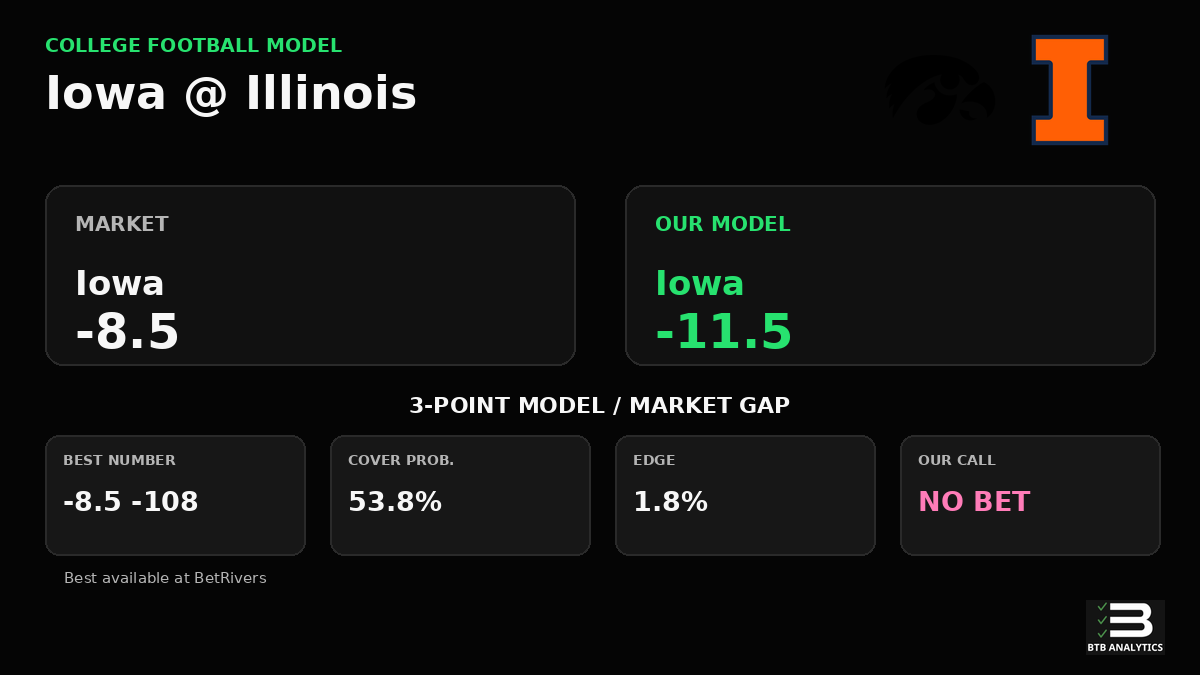 COLLEGE FOOTBALL MODEL
Iowa @ Illinois
MARKET
Iowa
-8.5
OUR MODEL
Iowa
-11.5
3-POINT MODEL / MARKET GAP
BEST NUMBER
-8.5 -108
COVER PROB.
53.8%
EDGE
1.8%
OUR CALL
NO BET
Best available at BetRivers
BTB ANALYTICS